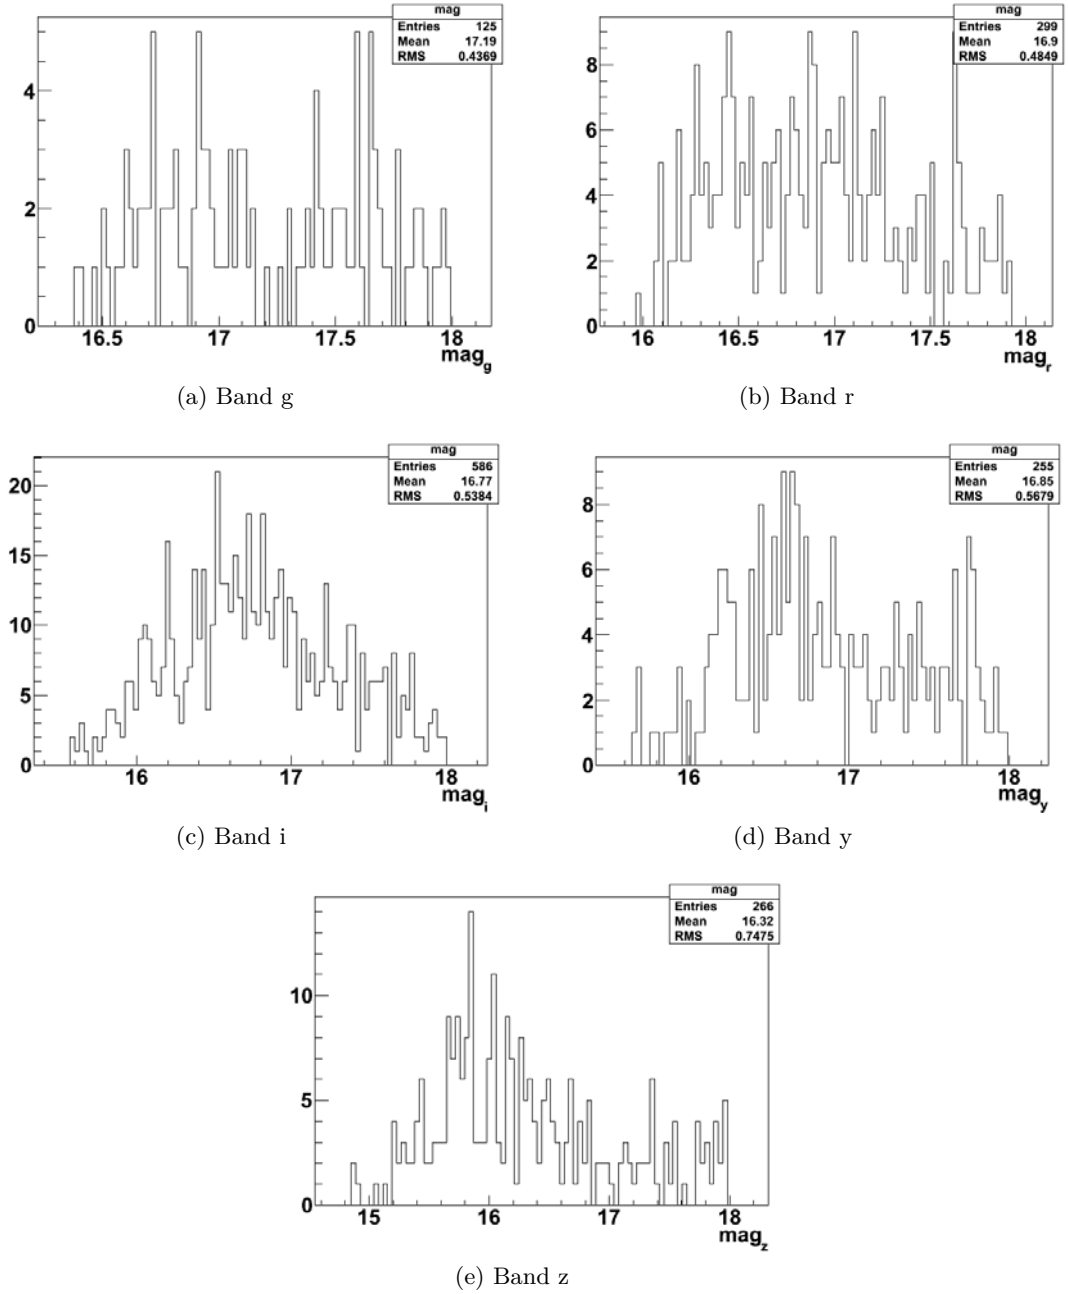 mag
Entries 125
Mean 17.19
RMS 0.4369
4
2
0
16.5 17 17.5 18
mag_g
(a) Band g
mag
Entries 299
Mean 16.9
RMS 0.4849
8
6
4
2
0
16 16.5 17 17.5 18
mag_r
(b) Band r
mag
Entries 586
Mean 16.77
RMS 0.5384
20
15
10
5
0
16 17 18
mag_i
(c) Band i
mag
Entries 255
Mean 16.85
RMS 0.5679
8
6
4
2
0
16 17 18
mag_y
(d) Band y
mag
Entries 266
Mean 16.32
RMS 0.7475
10
5
0
15 16 17 18
mag_z
(e) Band z